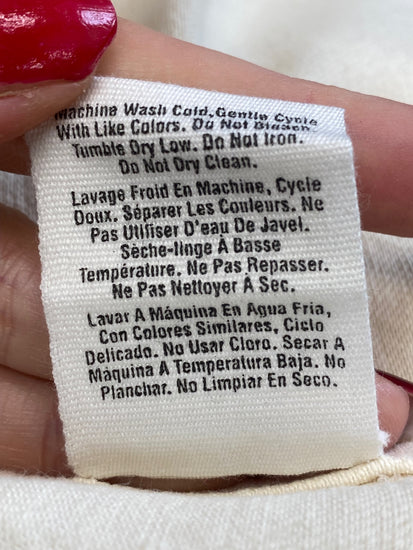 Machine Wash Cold, Gentle Cycle
With Like Colors. Do Not Bleach.
Tumble Dry Low. Do Not Iron.
Do Not Dry Clean.
Lavage Froid En Machine, Cycle
Doux. Séparer Les Couleurs. Ne
Pas Utiliser D'eau De Javel.
Sèche-linge À Basse
Température. Ne Pas Repasser.
Ne Pas Nettoyer À Sec.
Lavar A Máquina En Agua Fria,
Con Colores Similares, Ciclo
Delicado. No Usar Cloro. Secar A
Máquina A Temperatura Baja. No
Planchar. No Limpiar En Seco.